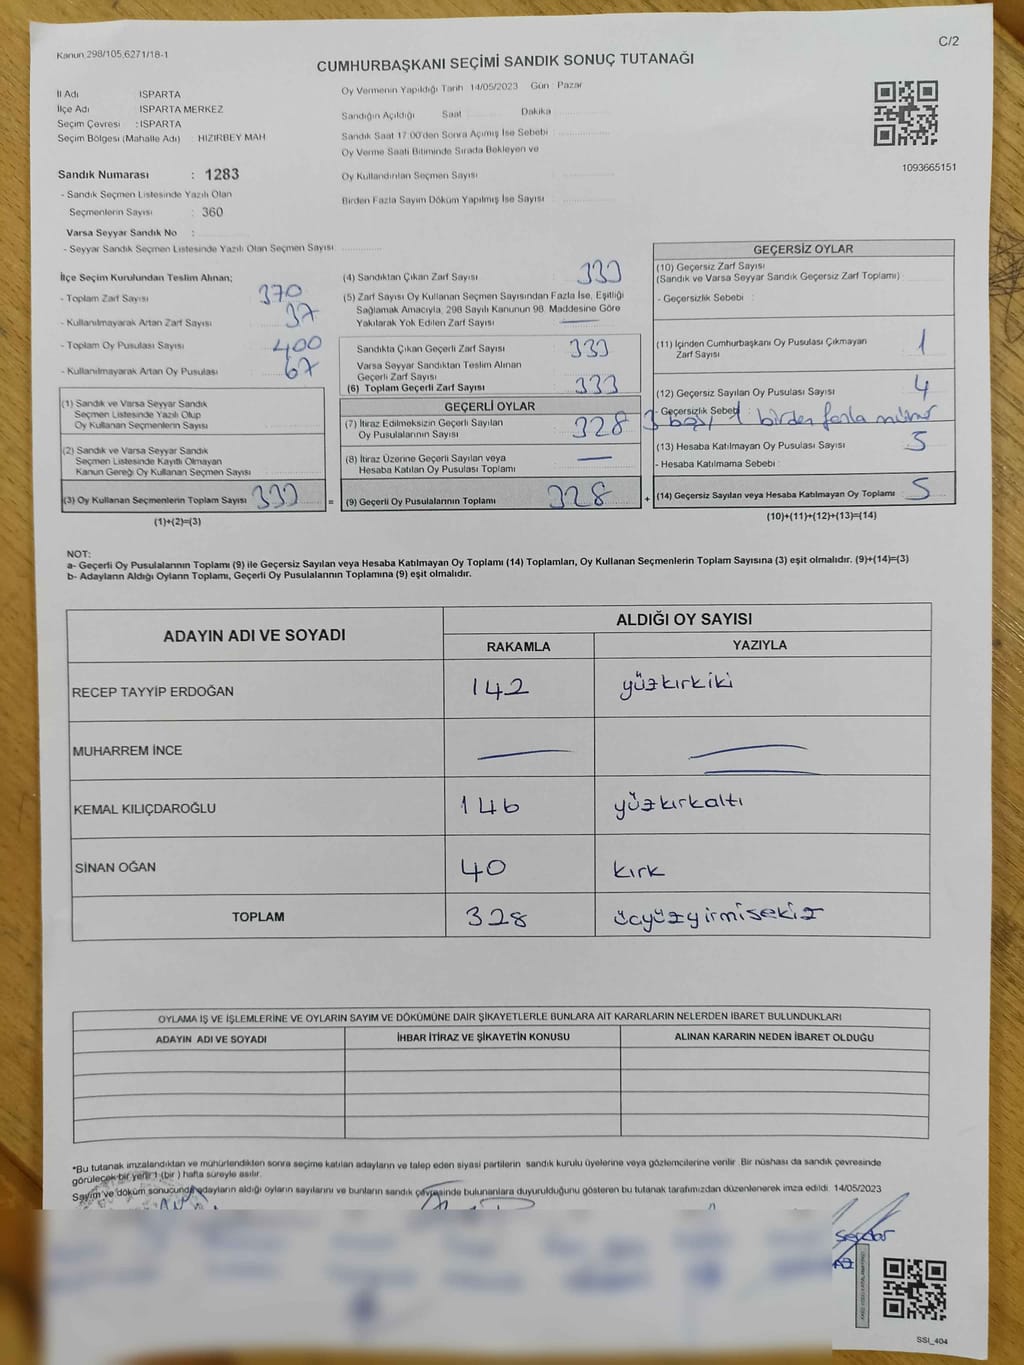 Kanun 298/105,6271/18-1
C/2
CUMHURBAŞKANI SEÇİMİ SANDIK SONUÇ TUTANAĞI
İl Adı ISPARTA
İlçe Adı ISPARTA MERKEZ
Seçim Çevresi : ISPARTA
Seçim Bölgesi (Mahalle Adı) : HIZIRBEY MAH
Oy Vermenin Yapıldığı Tarih 14/05/2023 Gün : Pazar
Sandığın Açıldığı Saat Dakika
Sandık Saat 17:00'den Sonra Açımış İse Sebebi
Oy Verme Saati Bitiminde Sırada Bekleyen ve
Oy Kullandırılan Seçmen Sayısı
Birden Fazla Sayım Döküm Yapılmış İse Sayısı
1093665151
Sandık Numarası : 1283
- Sandık Seçmen Listesinde Yazılı Olan
Seçmenlerin Sayısı : 360
Varsa Seyyar Sandık No :
- Seyyar Sandık Seçmen Listesinde Yazılı Olan Seçmen Sayısı
İlçe Seçim Kurulundan Teslim Alınan;
- Toplam Zarf Sayısı 370
- Kullanılmayarak Artan Zarf Sayısı 37
- Toplam Oy Pusulası Sayısı 400
- Kullanılmayarak Artan Oy Pusulası 67
(1) Sandık ve Varsa Seyyar Sandık
Seçmen Listesinde Yazılı Olup
Oy Kullanan Seçmenlerin Sayısı
(2) Sandık ve Varsa Seyyar Sandık
Seçmen Listesinde Kayıtlı Olmayan
Kanun Gereği Oy Kullanan Seçmen Sayısı
(3) Oy Kullanan Seçmenlerin Toplam Sayısı 333 =
(1)+(2)=(3)
(4) Sandıktan Çıkan Zarf Sayısı 333
(5) Zarf Sayısı Oy Kullanan Seçmen Sayısından Fazla İse, Eşitliği
Sağlamak Amacıyla, 298 Sayılı Kanunun 98. Maddesine Göre
Yakılarak Yok Edilen Zarf Sayısı
Sandıkta Çıkan Geçerli Zarf Sayısı 333
Varsa Seyyar Sandıktan Teslim Alınan
Geçerli Zarf Sayısı
(6) Toplam Geçerli Zarf Sayısı 333
GEÇERLİ OYLAR
(7) İtiraz Edilmeksizin Geçerli Sayılan
Oy Pusulalarının Sayısı 328
(8) İtiraz Üzerine Geçerli Sayılan veya
Hesaba Katılan Oy Pusulası Toplamı
(9) Geçerli Oy Pusulalarının Toplamı 328 +
GEÇERSİZ OYLAR
(10) Geçersiz Zarf Sayısı
(Sandık ve Varsa Seyyar Sandık Geçersiz Zarf Toplamı)
- Geçersizlik Sebebi :
(11) İçinden Cumhurbaşkanı Oy Pusulası Çıkmayan
Zarf Sayısı 1
(12) Geçersiz Sayılan Oy Pusulası Sayısı 4
- Geçersizlik Sebebi 3 boş, 1 birden fazla mühür
(13) Hesaba Katılmayan Oy Pusulası Sayısı 5
- Hesaba Katılmama Sebebi :
(14) Geçersiz Sayılan veya Hesaba Katılmayan Oy Toplamı 5
(10)+(11)+(12)+(13)=(14)
NOT:
a- Geçerli Oy Pusulalarının Toplamı (9) ile Geçersiz Sayılan veya Hesaba Katılmayan Oy Toplamı (14) Toplamları, Oy Kullanan Seçmenlerin Toplam Sayısına (3) eşit olmalıdır. (9)+(14)=(3)
b- Adayların Aldığı Oyların Toplamı, Geçerli Oy Pusulalarının Toplamına (9) eşit olmalıdır.
ADAYIN ADI VE SOYADI
ALDIĞI OY SAYISI
RAKAMLA YAZIYLA
RECEP TAYYİP ERDOĞAN 142 yüzkırkiki
MUHARREM İNCE
KEMAL KILIÇDAROĞLU 146 yüzkırkaltı
SİNAN OĞAN 40 kırk
TOPLAM 328 üçyüzyirmisekiz
OYLAMA İŞ VE İŞLEMLERİNE VE OYLARIN SAYIM VE DÖKÜMÜNE DAİR ŞİKAYETLERLE BUNLARA AİT KARARLARIN NELERDEN İBARET BULUNDUKLARI
ADAYIN ADI VE SOYADI İHBAR İTİRAZ VE ŞİKAYETİN KONUSU ALINAN KARARIN NEDEN İBARET OLDUĞU
*Bu tutanak imzalandıktan ve mühürlendikten sonra seçime katılan adayların ve talep eden siyasi partilerin sandık kurulu üyelerine veya gözlemcilerine verilir. Bir nüshası da sandık çevresinde
görülecek bir yere 1 (bir ) hafta süreyle asılır.
Sayım ve döküm sonucunda adayların aldığı oyların sayılarını ve bunların sandık çevresinde bulunanlara duyurulduğunu gösteren bu tutanak tarafımızdan düzenlenerek imza edildi. 14/05/2023
Serdar
SSI_404